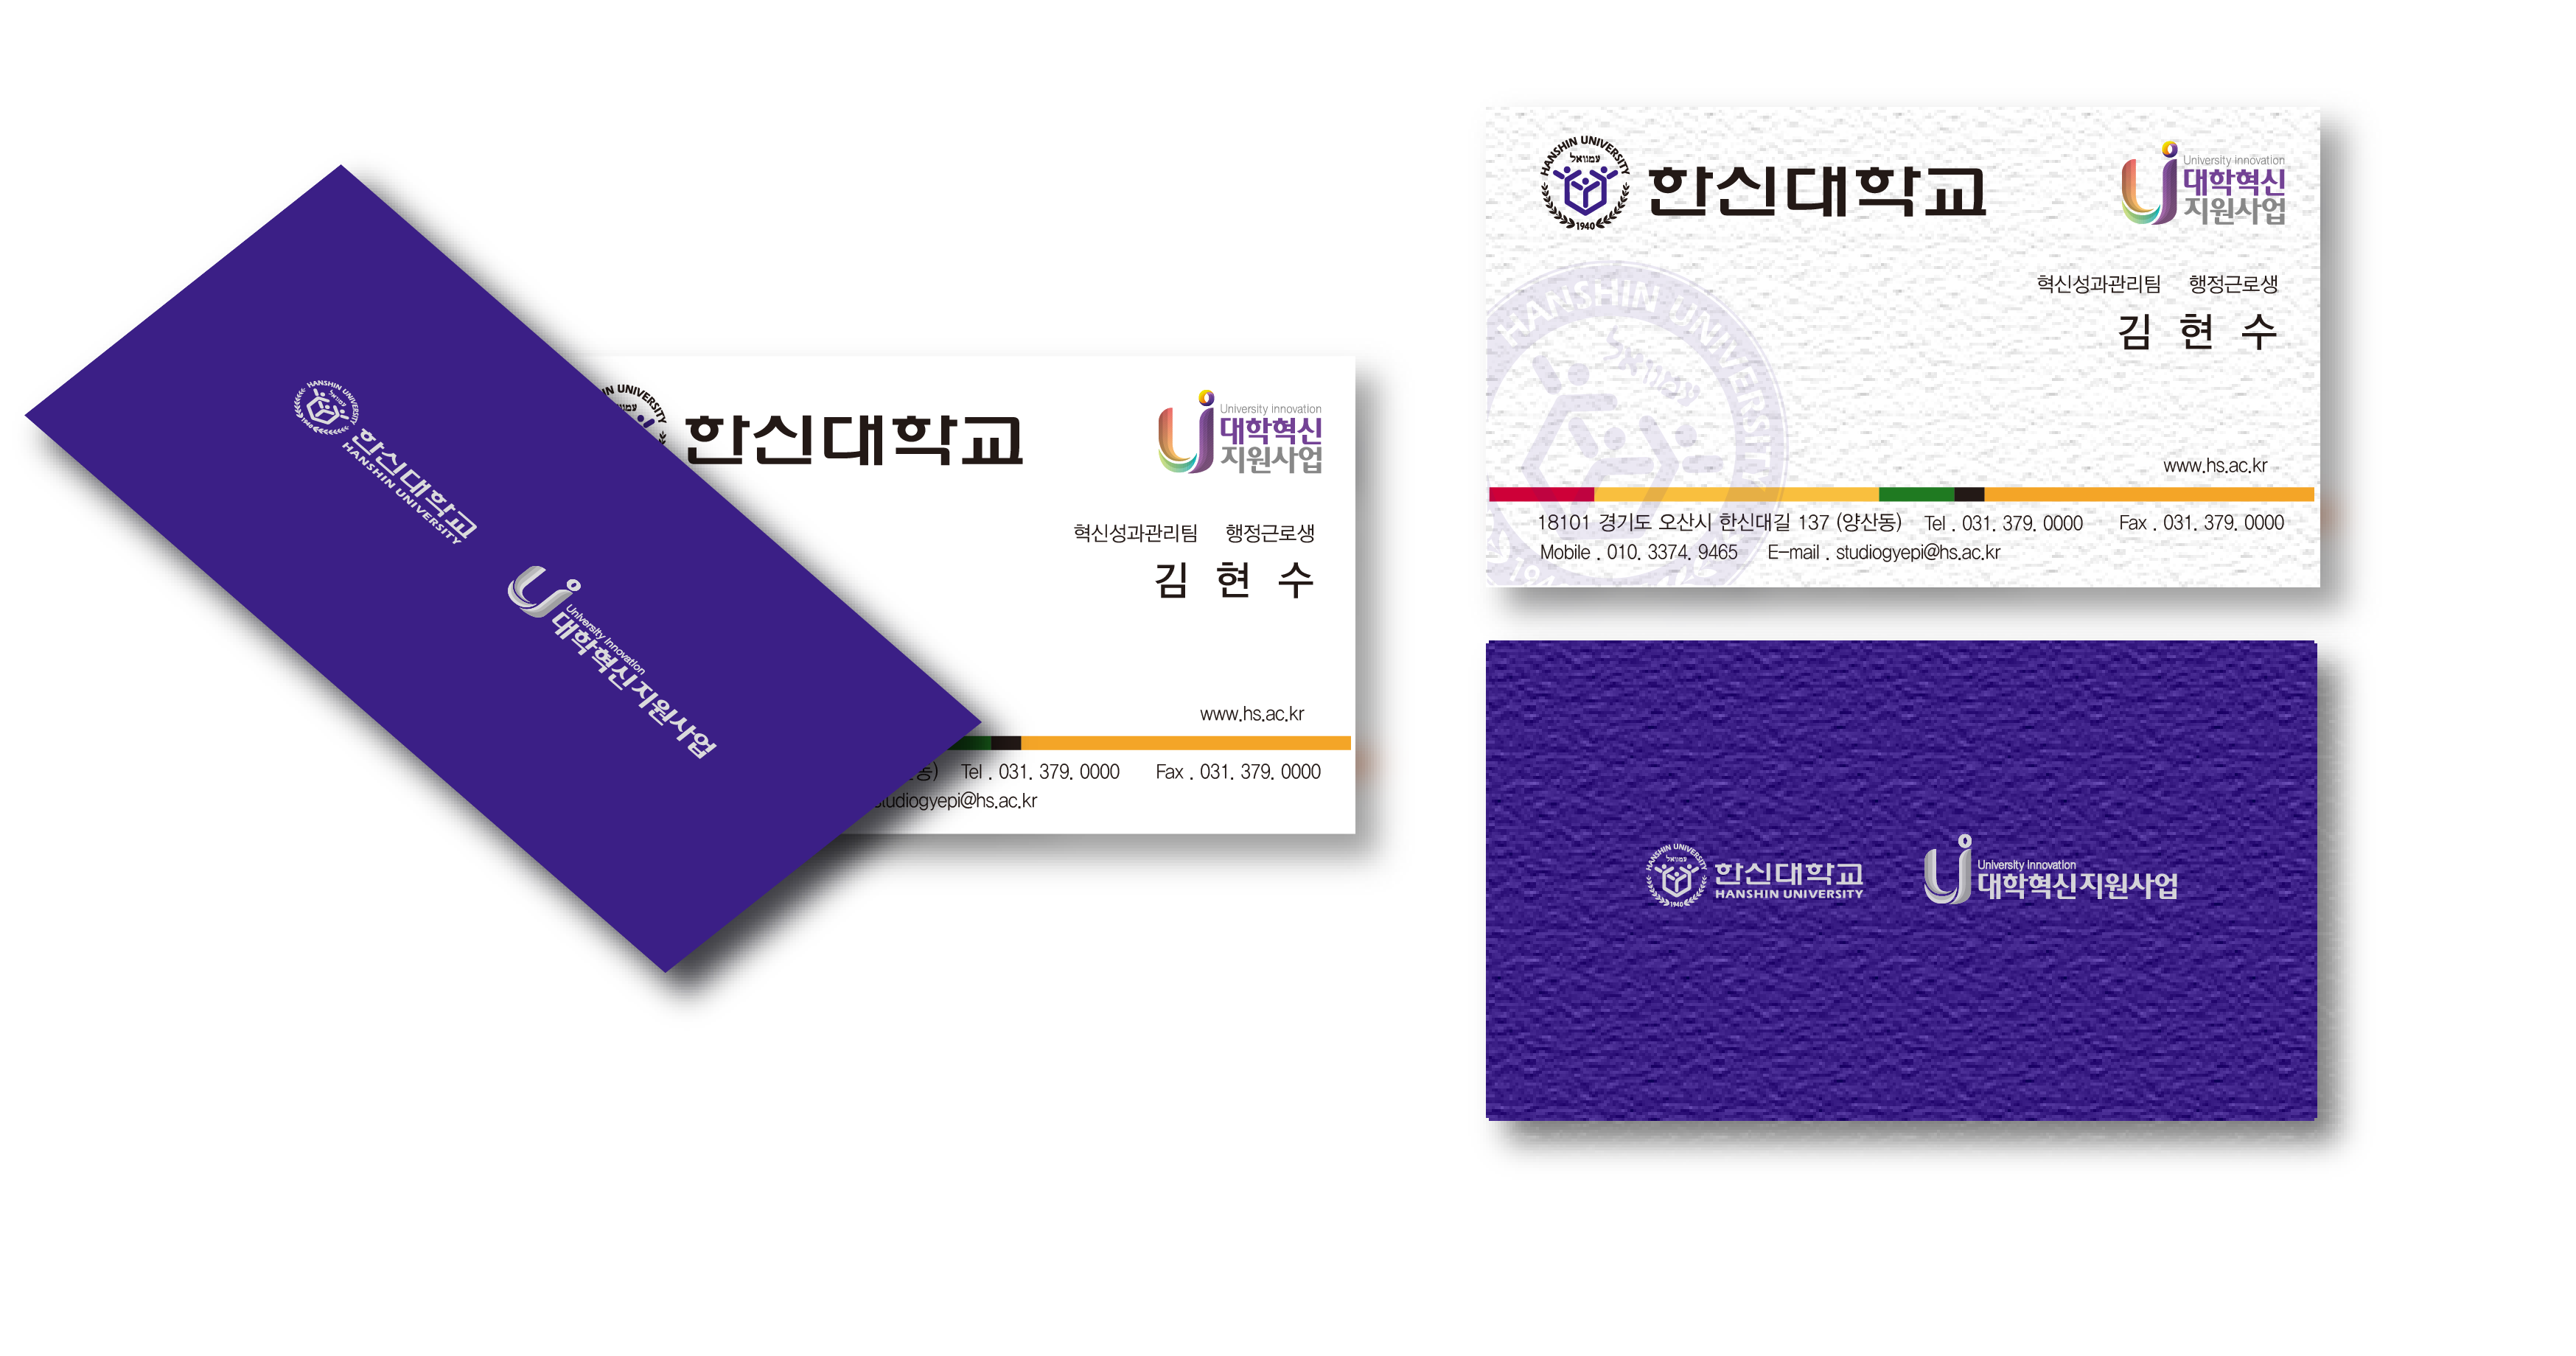 HANSHIN UNIVERSITY
1940
한신대학교
HANSHIN UNIVERSITY
University Innovation
대학혁신지원사업
N UNIVERSITY
한신대학교
University Innovation
대학혁신
지원사업
혁신성과관리팀 행정근로생
김 현 수
www.hs.ac.kr
동) Tel . 031. 379. 0000 Fax . 031. 379. 0000
studiogyepi@hs.ac.kr
HANSHIN UNIVERSITY
עמנואל
1940
한신대학교
University Innovation
대학혁신
지원사업
혁신성과관리팀 행정근로생
김 현 수
HANSHIN UNIVERSITY
עמנואל
www.hs.ac.kr
18101 경기도 오산시 한신대길 137 (양산동) Tel . 031. 379. 0000 Fax . 031. 379. 0000
Mobile . 010. 3374. 9465 E-mail . studiogyepi@hs.ac.kr
194
HANSHIN UNIVERSITY
עמנואל
1940
한신대학교
HANSHIN UNIVERSITY
University Innovation
대학혁신지원사업